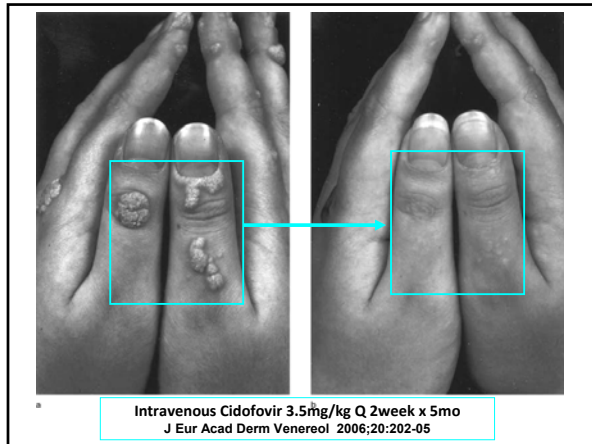 a
b
Intravenous Cidofovir 3.5mg/kg Q 2week x 5mo
J Eur Acad Derm Venereol 2006;20:202-05